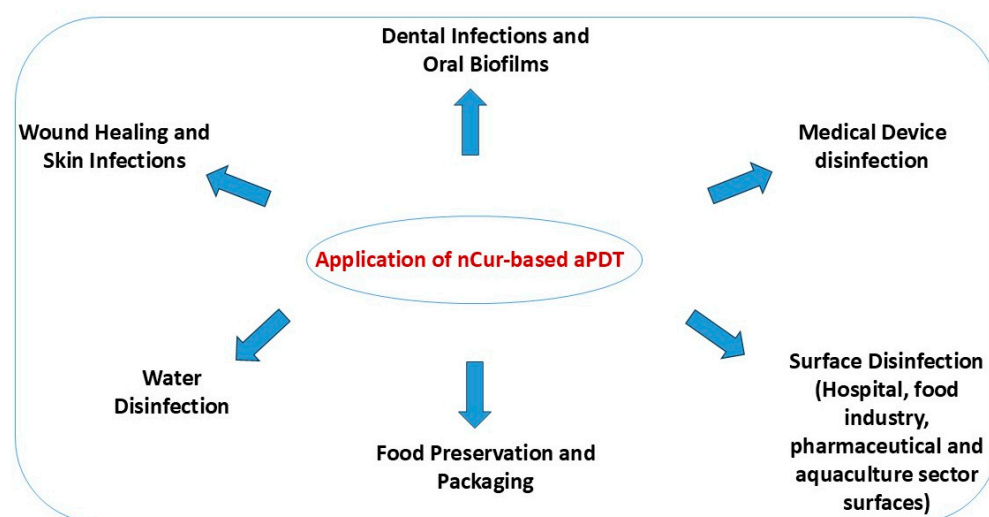 Dental Infections and
Oral Biofilms
Wound Healing and
Skin Infections
Medical Device
disinfection
Application of nCur-based aPDT
Water
Disinfection
Food Preservation and
Packaging
Surface Disinfection
(Hospital, food
industry,
pharmaceutical and
aquaculture sector
surfaces)